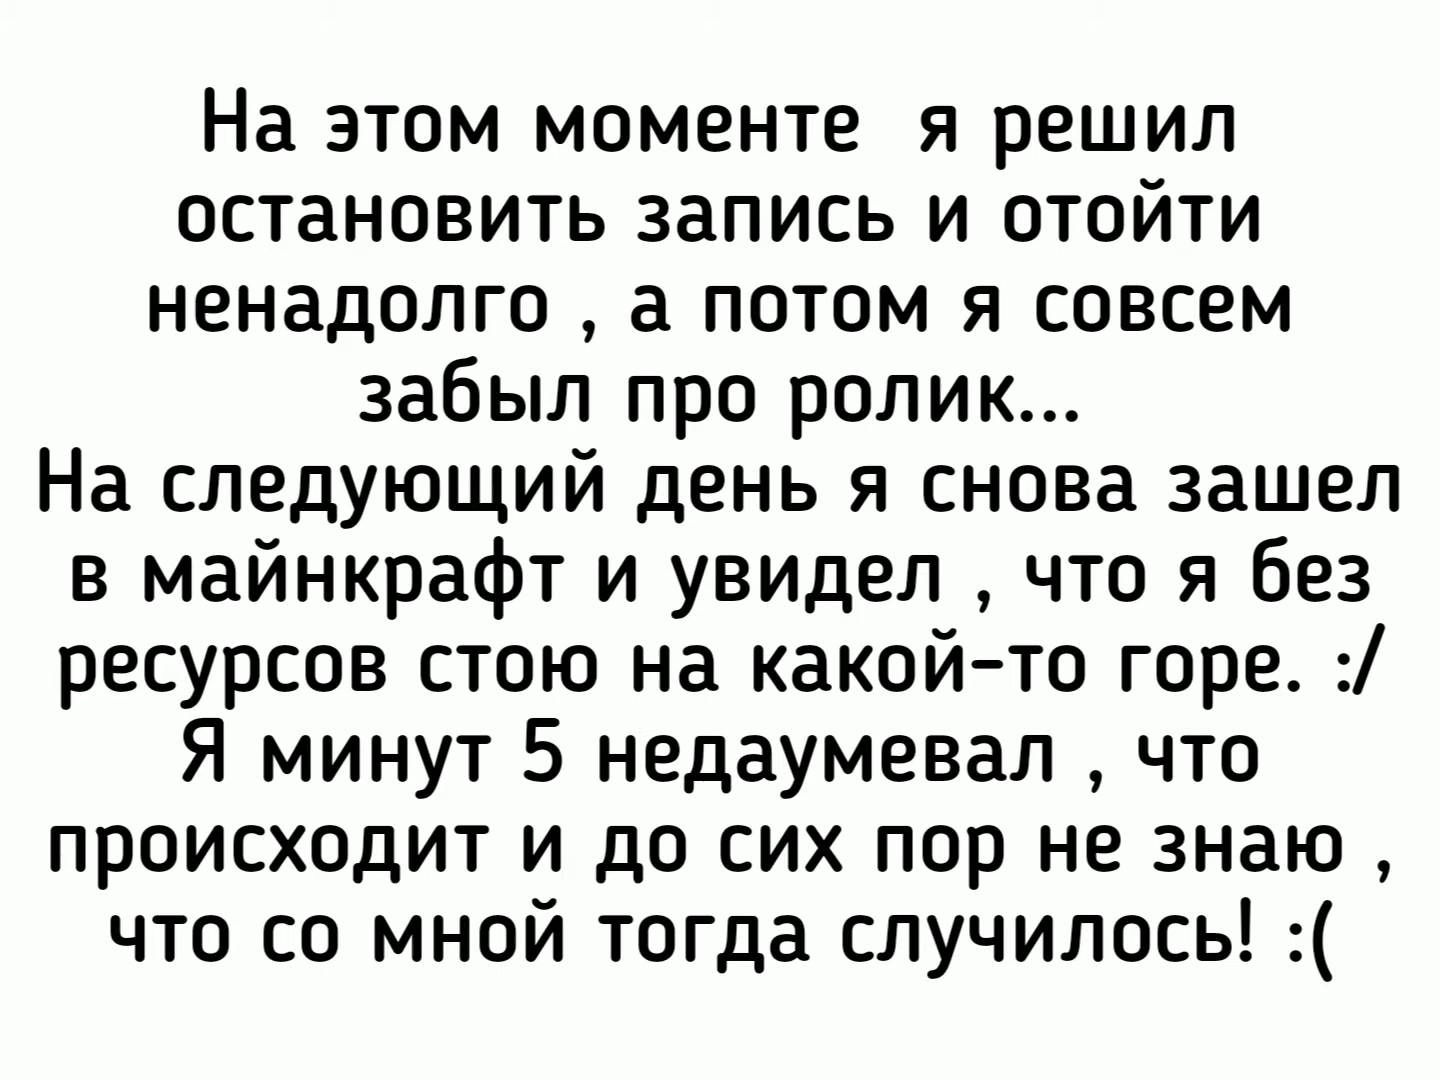 На этом моменте  я решил
остановить запись и отойти
ненадолго , а потом я совсем
забыл про ролик...
На следующий день я снова зашел
в майнкрафт и увидел , что я без
ресурсов стою на какой-то горе. :/
Я минут 5 недаумевал , что
происходит и до сих пор не знаю ,
что со мной тогда случилось! :(